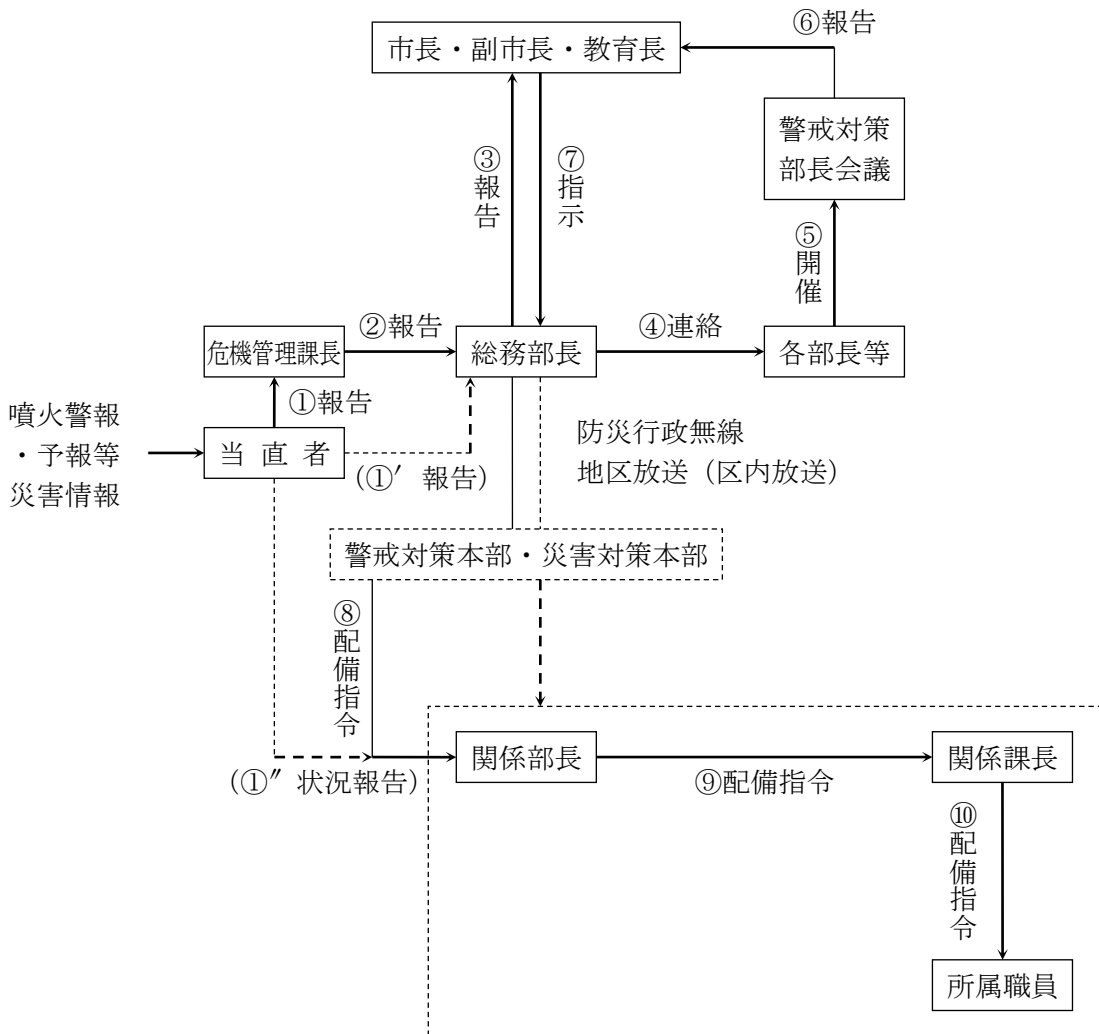 ⑥報告
市長・副市長・教育長
警戒対策
部長会議
③報告
⑦指示
⑤開催
②報告
④連絡
危機管理課長
総務部長
各部長等
①報告
噴火警報
・予報等
災害情報
当直者
(①′ 報告)
防災行政無線
地区放送（区内放送）
警戒対策本部・災害対策本部
⑧配備指令
関係部長
関係課長
(①″ 状況報告)
⑨配備指令
⑩配備指令
所属職員